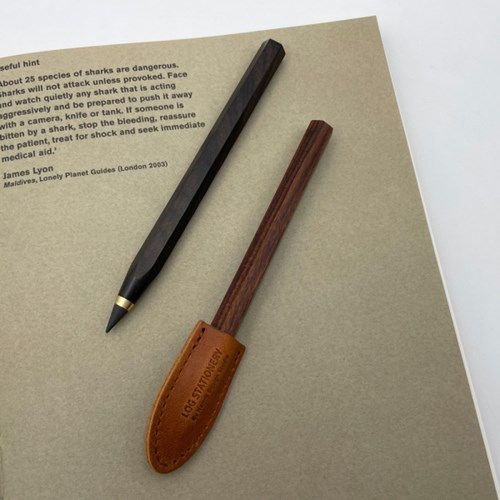 seful hint
About 25 species of sharks are dangerous.
Sharks will not attack unless provoked. Face
and watch quietly any shark that is acting
aggressively and be prepared to push it away
with a camera, knife or tank. If someone is
bitten by a shark, stop the bleeding, reassure
the patient, treat for shock and seek immediate
medical aid.'
James Lyon
Maldives, Lonely Planet Guides (London 2003)
LOG STATIONERY